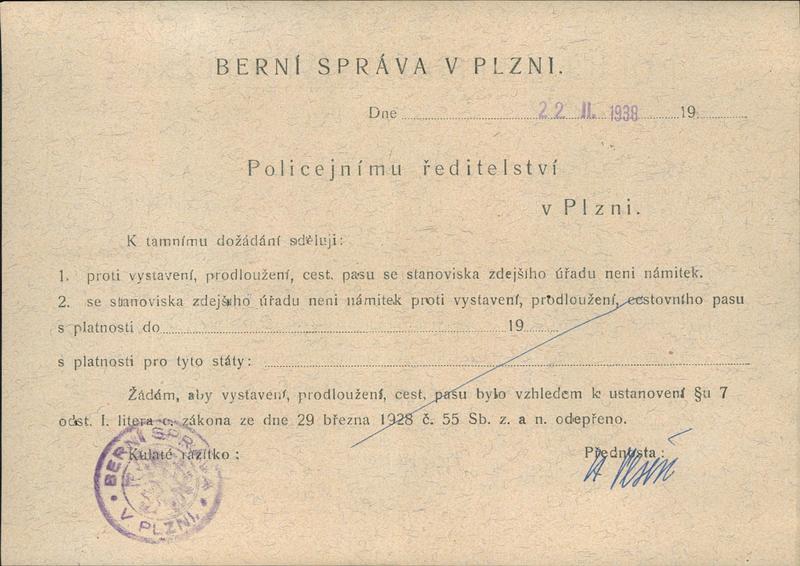 BERNÍ SPRÁVA V PLZNI.
Dne 22 II. 1938 19
Policejnímu ředitelství
v Plzni.
K tamnímu dožádání sděluji:
1. proti vystavení, prodloužení, cest. pasu se stanoviska zdejšího úřadu neni námitek.
2. se stanoviska zdejšího úřadu neni námitek proti vystavení, prodloužení, cestovního pasu
s platností do 19
s platností pro tyto státy:
Žádám, aby vystavení, prodloužení, cest. pasu bylo vzhledem k ustanovení §u 7
odst. I. litera c. zákona ze dne 29 března 1928 č. 55 Sb. z. a n. odepřeno.
Kulaté razítko:
Přednosta:
BERNÍ SPRÁVA
V PLZNI.